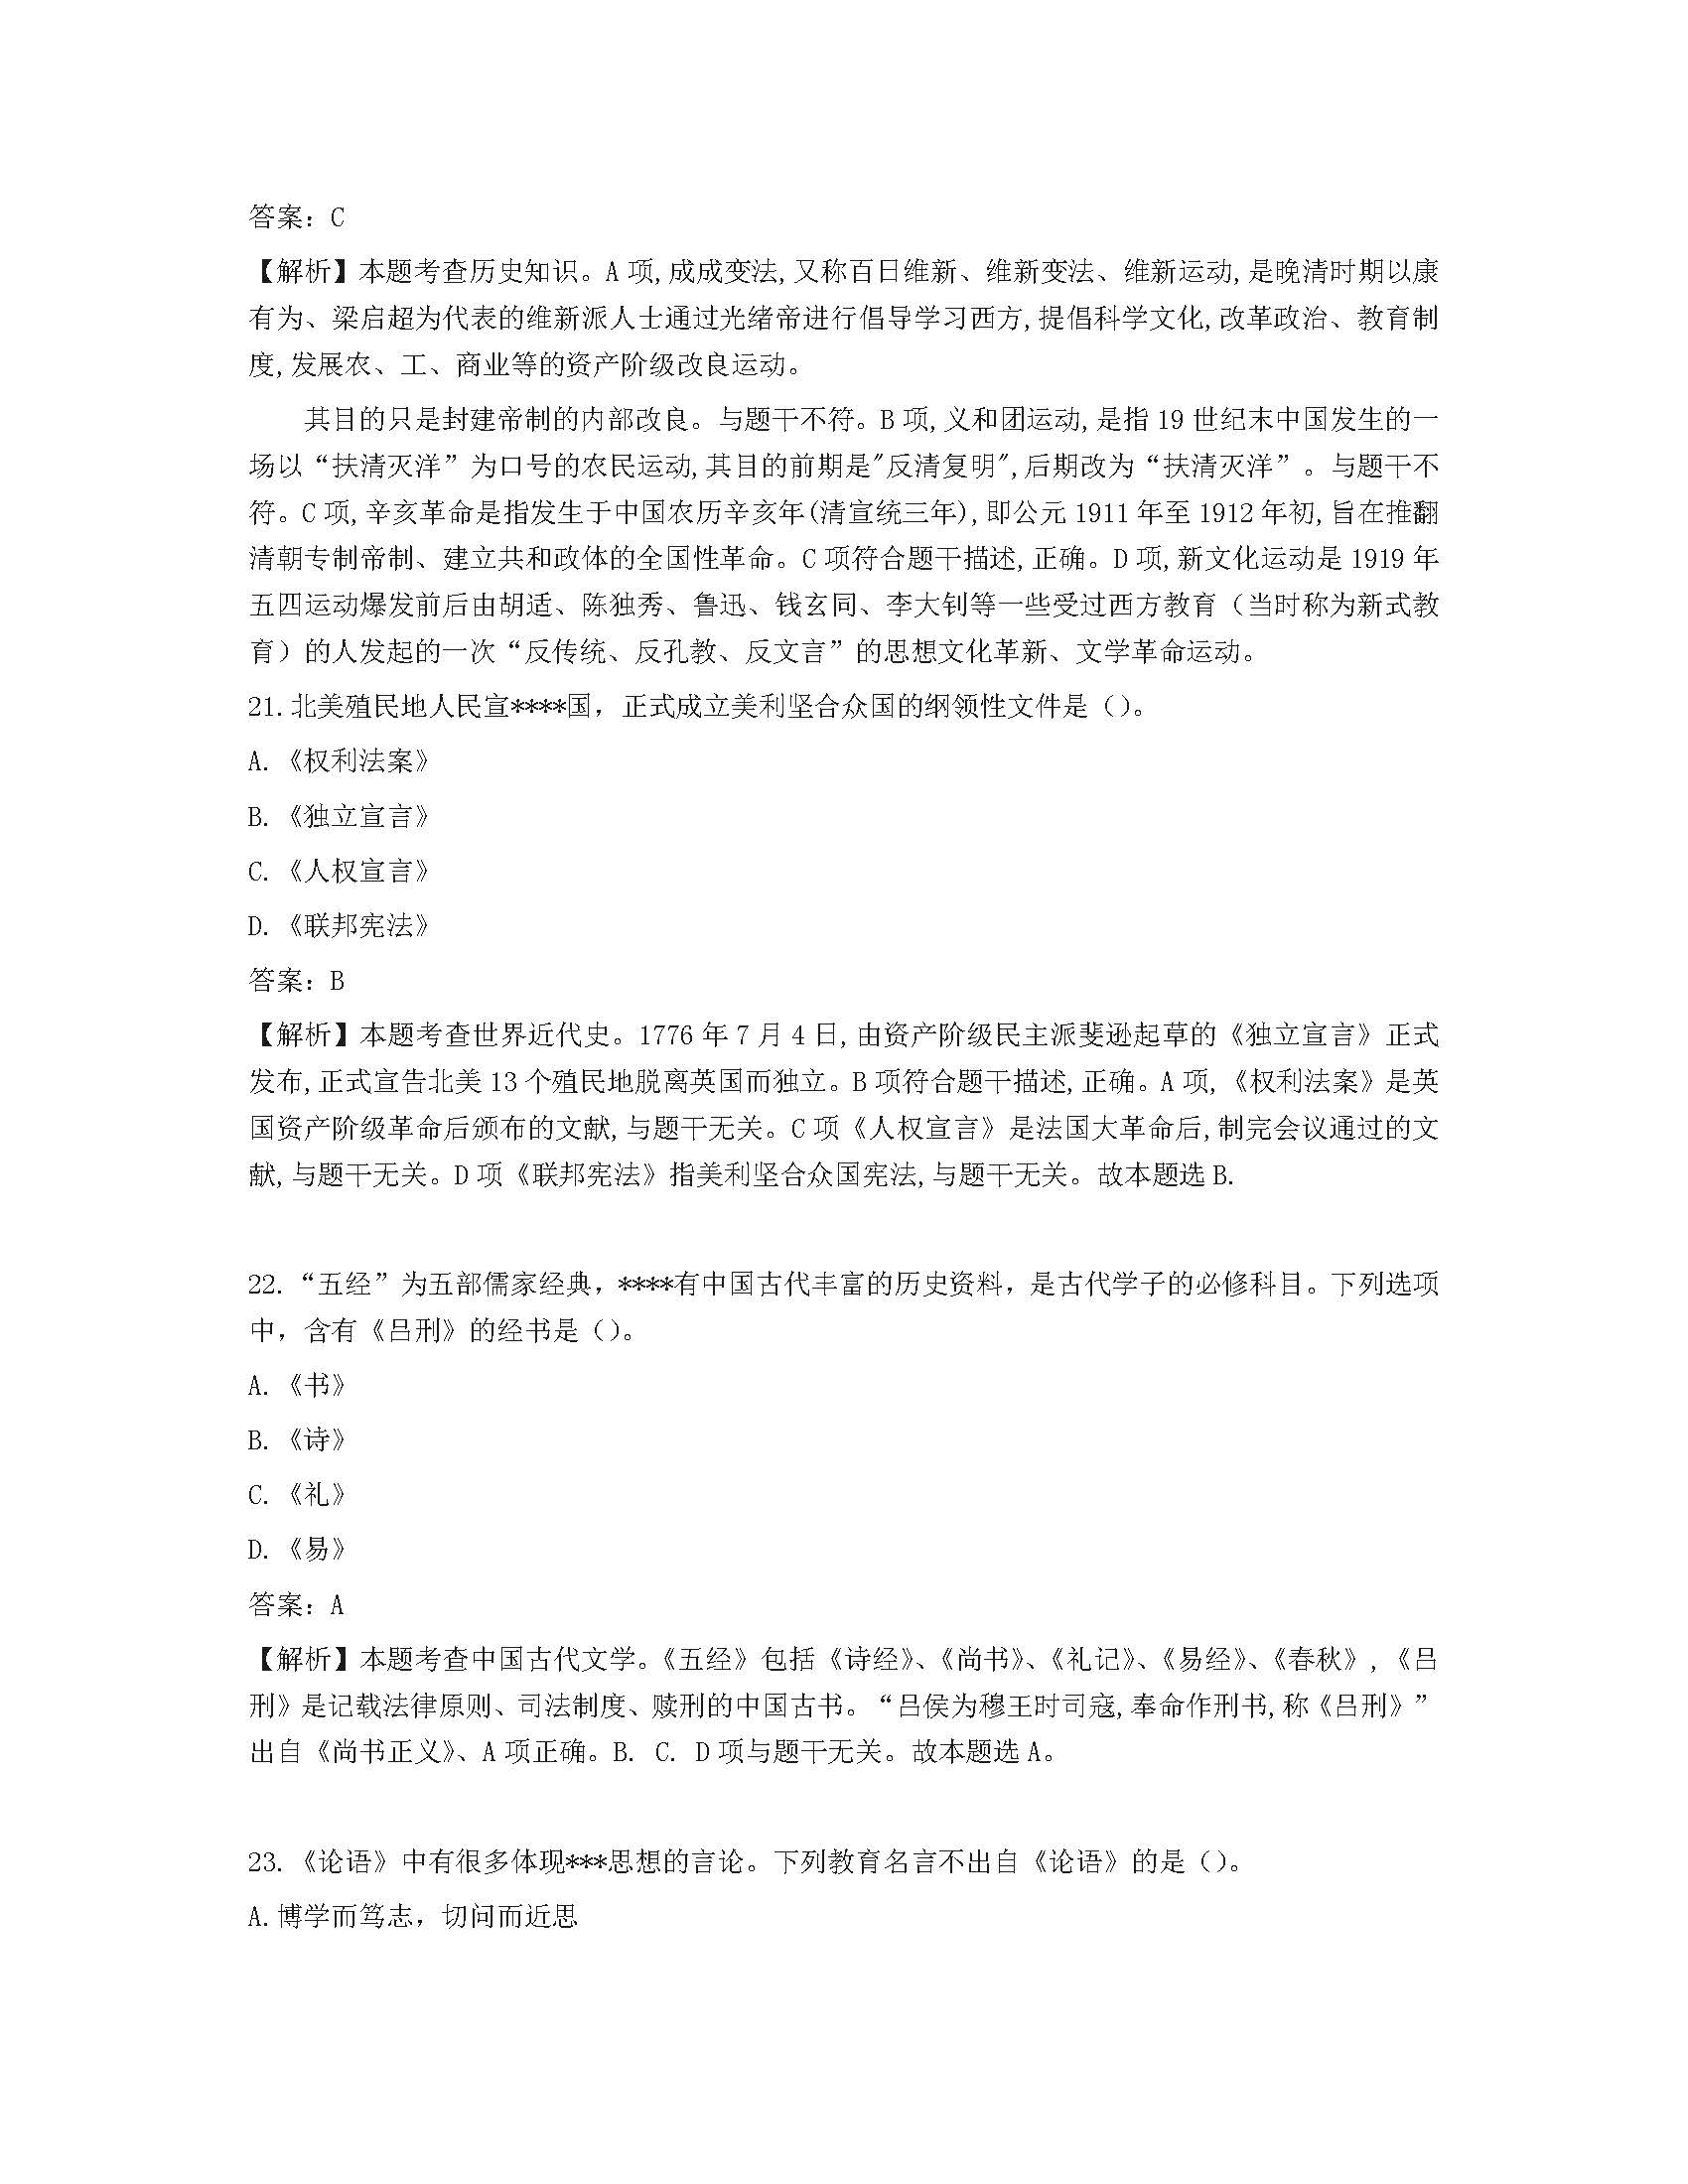 答案：C
【解析】本题考查历史知识。A 项,成成变法,又称百日维新、维新变法、维新运动,是晚清时期以康
有为、梁启超为代表的维新派人士通过光绪帝进行倡导学习西方,提倡科学文化,改革政治、教育制
度,发展农、工、商业等的资产阶级改良运动。
其目的只是封建帝制的内部改良。与题干不符。B 项,义和团运动,是指 19 世纪末中国发生的一
场以“扶清灭洋”为口号的农民运动,其目的前期是"反清复明",后期改为“扶清灭洋”。与题干不
符。C 项,辛亥革命是指发生于中国农历辛亥年(清宣统三年),即公元 1911 年至 1912 年初,旨在推翻
清朝专制帝制、建立共和政体的全国性革命。C 项符合题干描述,正确。D 项,新文化运动是 1919 年
五四运动爆发前后由胡适、陈独秀、鲁迅、钱玄同、李大钊等一些受过西方教育（当时称为新式教
育）的人发起的一次“反传统、反孔教、反文言”的思想文化革新、文学革命运动。
21.北美殖民地人民宣****国，正式成立美利坚合众国的纲领性文件是（）。
A.《权利法案》
B.《独立宣言》
C.《人权宣言》
D.《联邦宪法》
答案：B
【解析】本题考查世界近代史。1776 年 7 月 4 日,由资产阶级民主派斐逊起草的《独立宣言》正式
发布,正式宣告北美 13 个殖民地脱离英国而独立。B 项符合题干描述,正确。A 项,《权利法案》是英
国资产阶级革命后颁布的文献,与题干无关。C 项《人权宣言》是法国大革命后,制完会议通过的文
献,与题干无关。D 项《联邦宪法》指美利坚合众国宪法,与题干无关。故本题选 B.
22.“五经”为五部儒家经典，****有中国古代丰富的历史资料，是古代学子的必修科目。下列选项
中，含有《吕刑》的经书是（）。
A.《书》
B.《诗》
C.《礼》
D.《易》
答案：A
【解析】本题考查中国古代文学。《五经》包括《诗经》、《尚书》、《礼记》、《易经》、《春秋》,《吕
刑》是记载法律原则、司法制度、赎刑的中国古书。“吕侯为穆王时司寇,奉命作刑书,称《吕刑》”
出自《尚书正义》、A 项正确。B. C. D 项与题干无关。故本题选 A。
23.《论语》中有很多体现***思想的言论。下列教育名言不出自《论语》的是（）。
A.博学而笃志，切问而近思